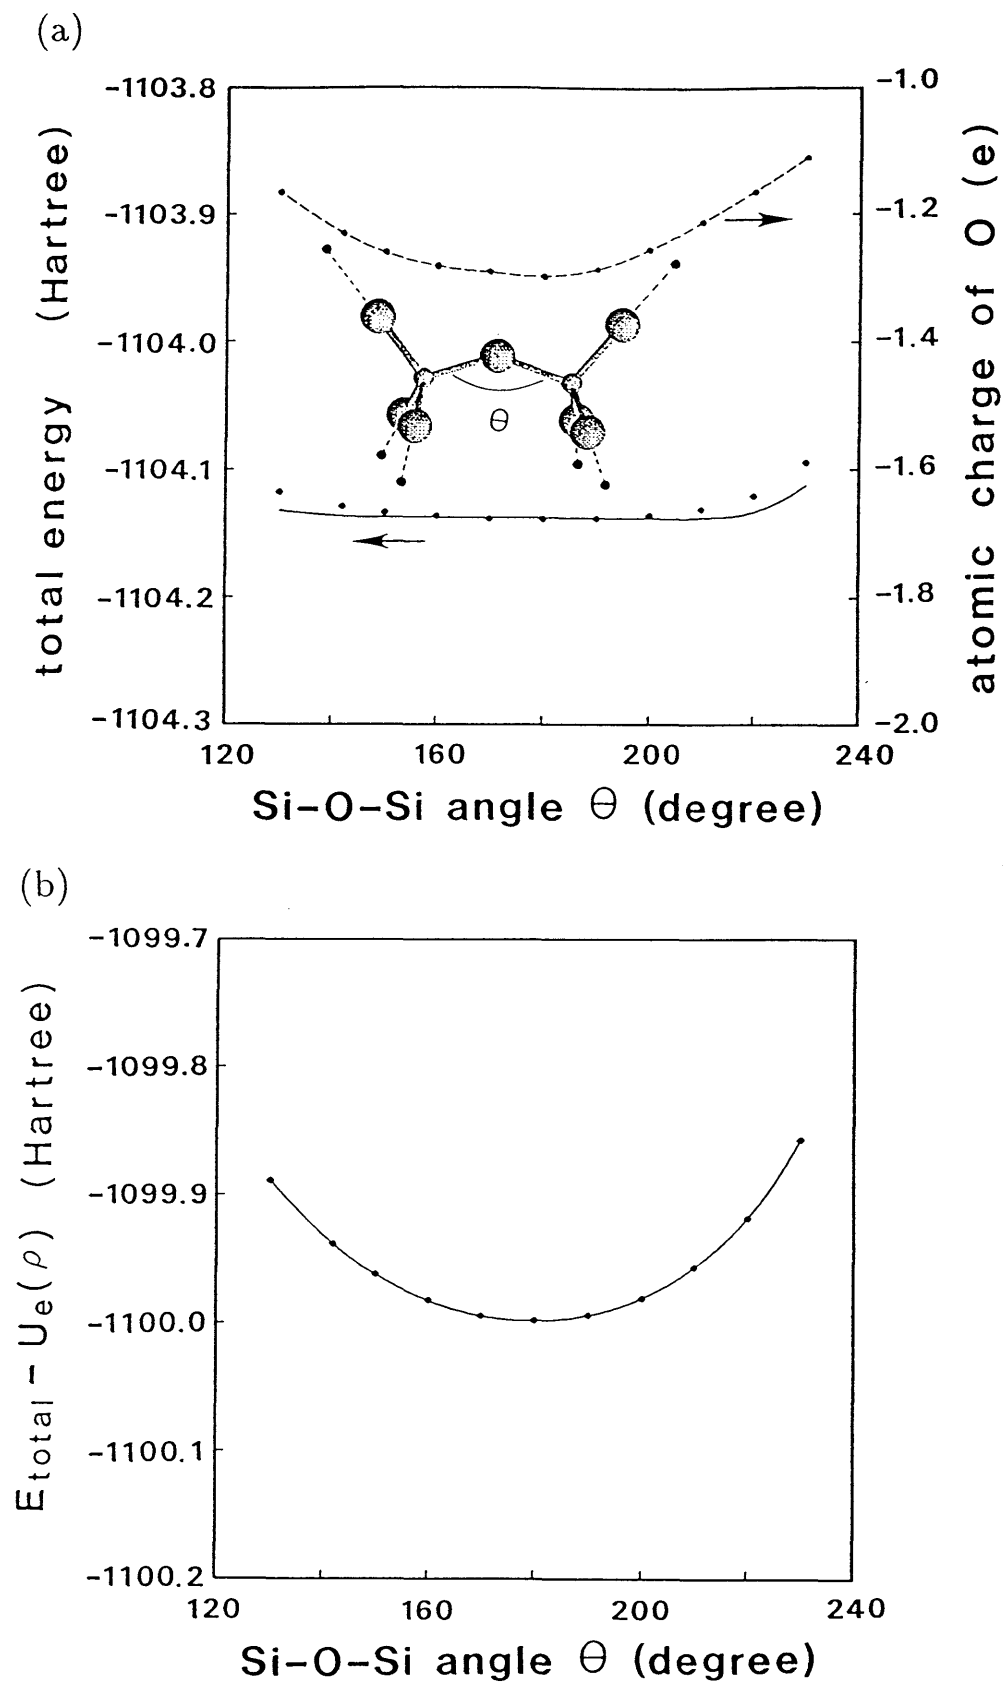 (a)
total energy (Hartree)
−1103.8
−1103.9
−1104.0
−1104.1
−1104.2
−1104.3
θ
−1.0
−1.2
−1.4
−1.6
−1.8
−2.0
atomic charge of O (e)
120 160 200 240
Si−O−Si angle θ (degree)
(b)
E total − Ue(ρ) (Hartree)
−1099.7
−1099.8
−1099.9
−1100.0
−1100.1
−1100.2
120 160 200 240
Si−O−Si angle θ (degree)